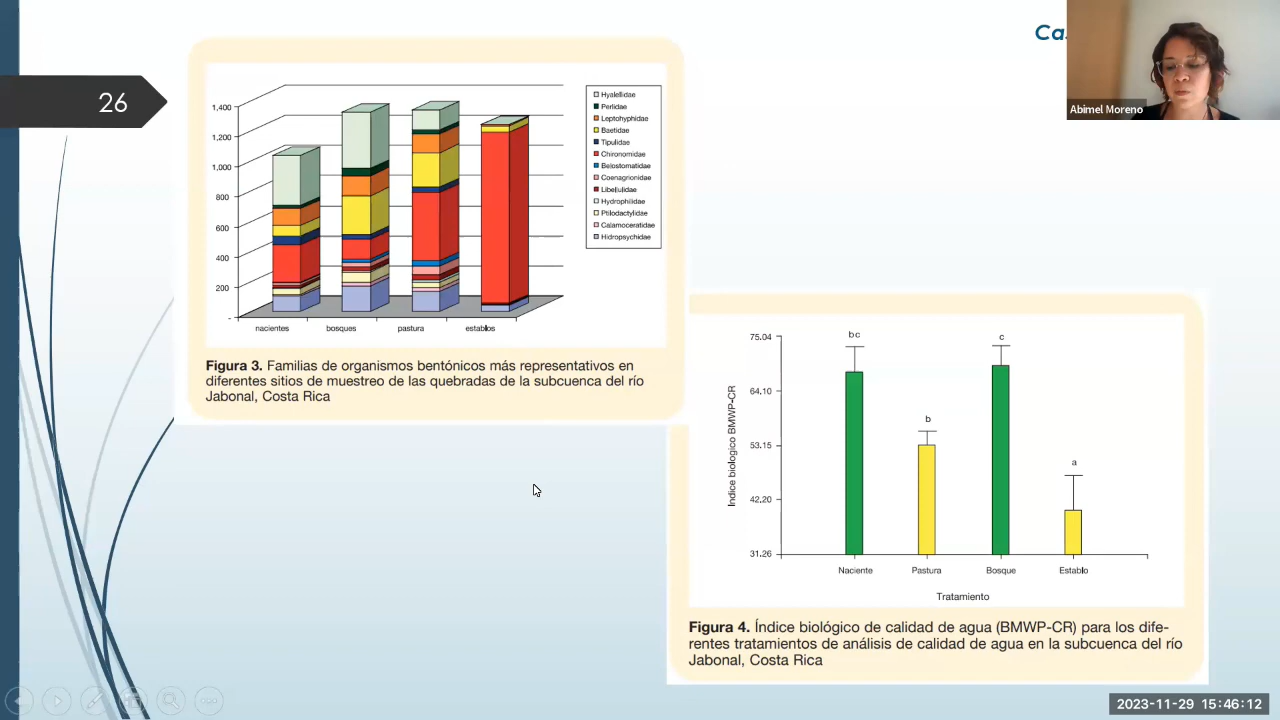 26
Ca
Abimel Moreno
1,400
1,200
1,000
800
600
400
200
-
nacientes bosques pastura establos
Hyalellidae
Perlidae
Leptohyphidae
Baetidae
Tipulidae
Chironomidae
Belostomatidae
Coenagrionidae
Libellulidae
Hydrophilidae
Ptilodactylidae
Calamoceratidae
Hidropsychidae
Figura 3. Familias de organismos bentónicos más representativos en
diferentes sitios de muestreo de las quebradas de la subcuenca del río
Jabonal, Costa Rica
75.04
64.10
53.15
42.20
31.26
Indice biologico BMWP-CR
bc
b
c
a
Naciente Pastura Bosque Establo
Tratamiento
Figura 4. Índice biológico de calidad de agua (BMWP-CR) para los dife-
rentes tratamientos de análisis de calidad de agua en la subcuenca del río
Jabonal, Costa Rica
2023-11-29 15:46:12